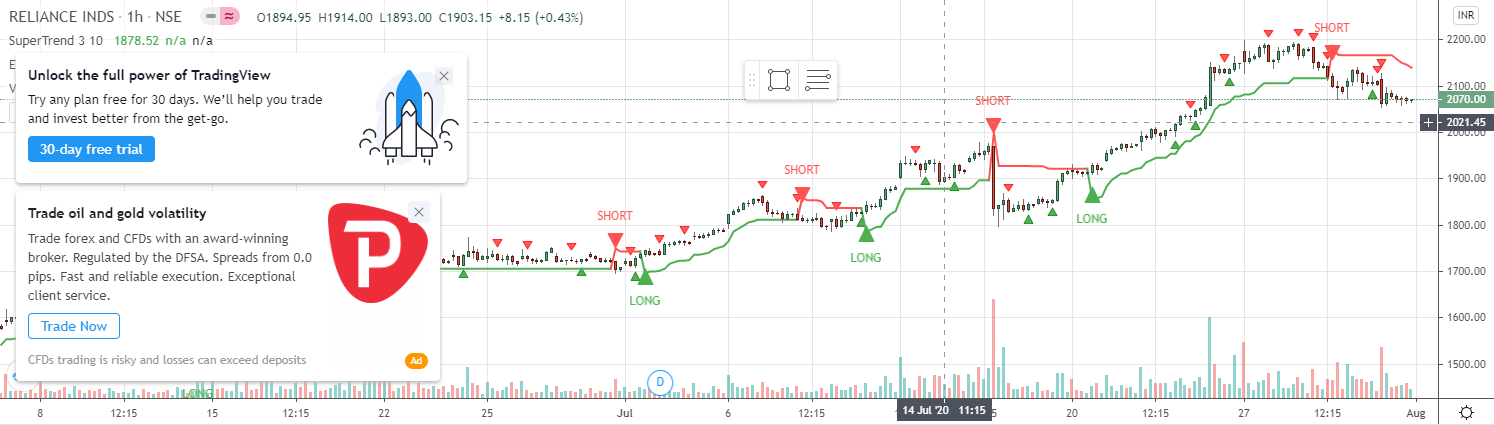 RELIANCE INDS · 1h · NSE O1894.95 H1914.00 L1893.00 C1903.15 +8.15 (+0.43%)
SuperTrend 3 10 1878.52 n/a n/a
E
V
Unlock the full power of TradingView
Try any plan free for 30 days. We'll help you trade
and invest better from the get-go.
30-day free trial
Trade oil and gold volatility
Trade forex and CFDs with an award-winning
broker. Regulated by the DFSA. Spreads from 0.0
pips. Fast and reliable execution. Exceptional
client service.
Trade Now
CFDs trading is risky and losses can exceed deposits
Ad
P
LONG
SHORT
LONG
SHORT
LONG
SHORT
LONG
SHORT
D
INR
2200.00
2100.00
2070.00
2021.45
2000.00
1900.00
1800.00
1700.00
1600.00
1500.00
8 12:15 15 12:15 22 25 Jul 6 12:15 14 Jul '20 11:15 20 12:15 27 12:15 Aug